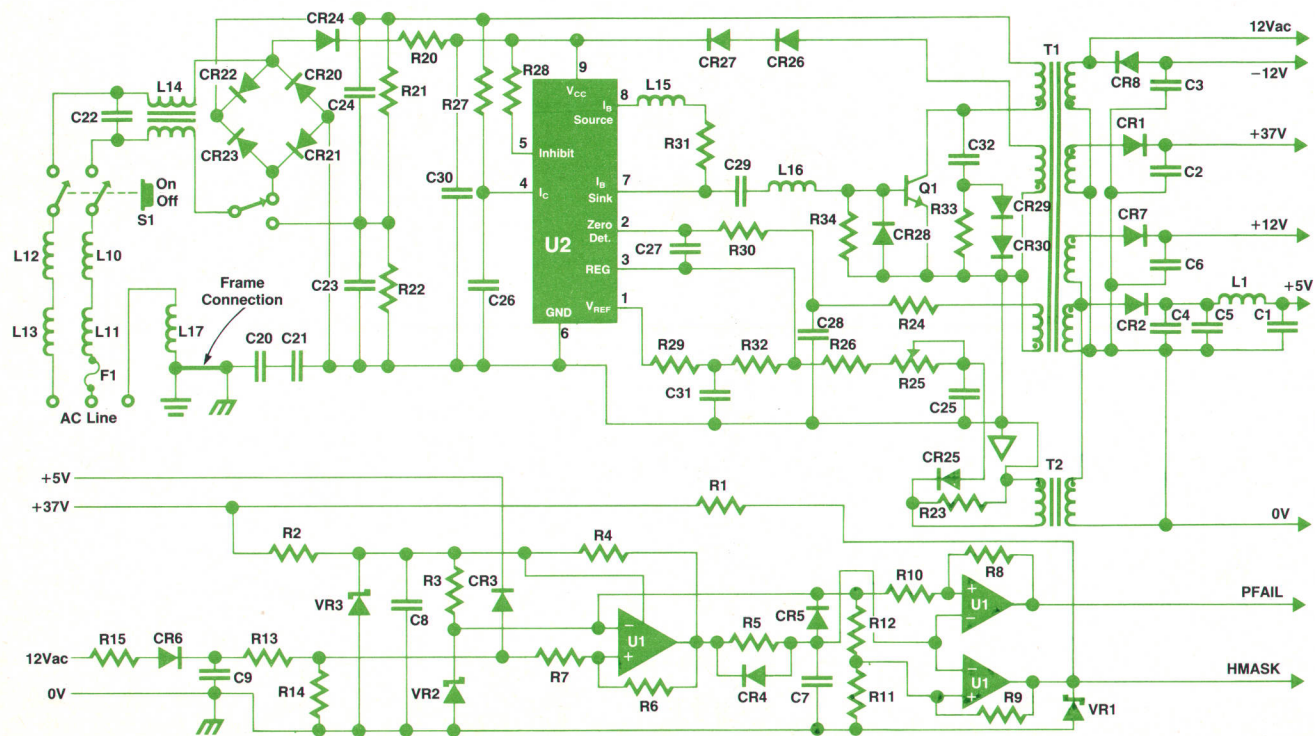 CR24
R20
CR27
CR26
T1
12Vac
-12V
CR8
C3
CR22
CR20
L14
C22
C24
R21
R27
R28
9
VCC
8
IB
Source
L15
CR23
CR21
5
Inhibit
R31
C32
CR1
+37V
C2
On
Off
S1
C30
4
IC
IB
Sink
7
C29
L16
Q1
R33
CR29
CR30
U2
Zero
Det.
2
R34
CR28
CR7
+12V
C6
L12
L10
Frame
Connection
C23
R22
C26
REG
3
C27
R30
VREF
1
GND
6
CR2
C4
C5
L1
C1
+5V
L13
L11
L17
F1
C20
C21
C28
R24
R29
R32
R26
R25
C31
C25
AC Line
CR25
R23
T2
0V
+5V
+37V
R1
R2
R4
R3
CR3
VR3
C8
R10
R8
U1
PFAIL
CR5
R12
R5
U1
12Vac
R15
CR6
R13
R7
0V
C9
R14
VR2
R6
CR4
C7
R11
U1
R9
HMASK
VR1
+
−
−
+
−
+